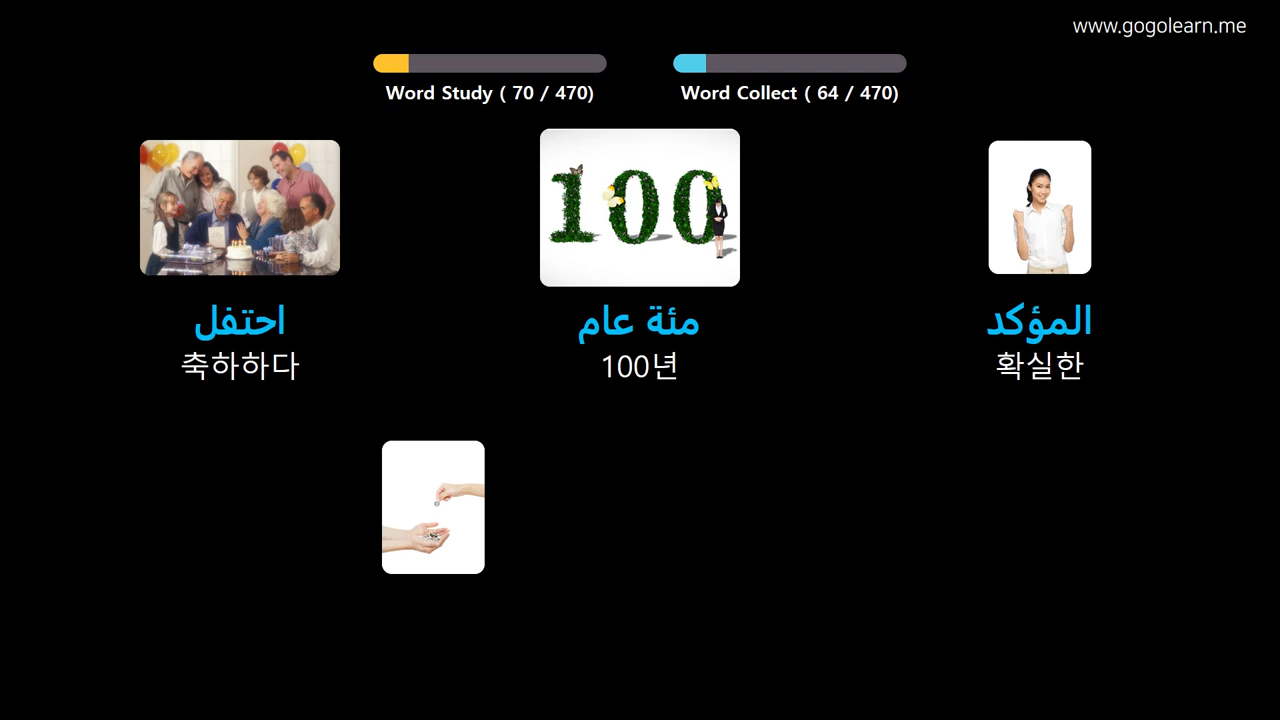 www.gogolearn.me
Word Study ( 70 / 470)
Word Collect ( 64 / 470)
100
احتفل
축하하다
مئة عام
100년
المؤكد
확실한